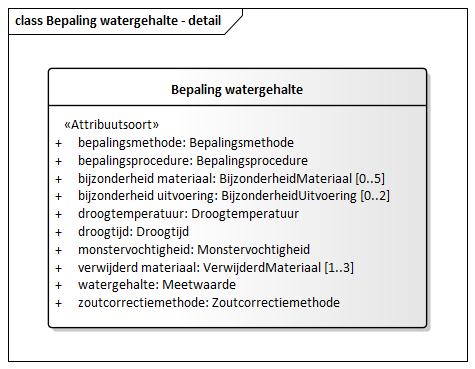 class Bepaling watergehalte - detail
Bepaling watergehalte
«Attribuutsoort»
+ bepalingsmethode: Bepalingsmethode
+ bepalingsprocedure: Bepalingsprocedure
+ bijzonderheid materiaal: BijzonderheidMateriaal [0..5]
+ bijzonderheid uitvoering: BijzonderheidUitvoering [0..2]
+ droogtemperatuur: Droogtemperatuur
+ droogtijd: Droogtijd
+ monstervochtigheid: Monstervochtigheid
+ verwijderd materiaal: VerwijderdMateriaal [1..3]
+ watergehalte: Meetwaarde
+ zoutcorrectiemethode: Zoutcorrectiemethode